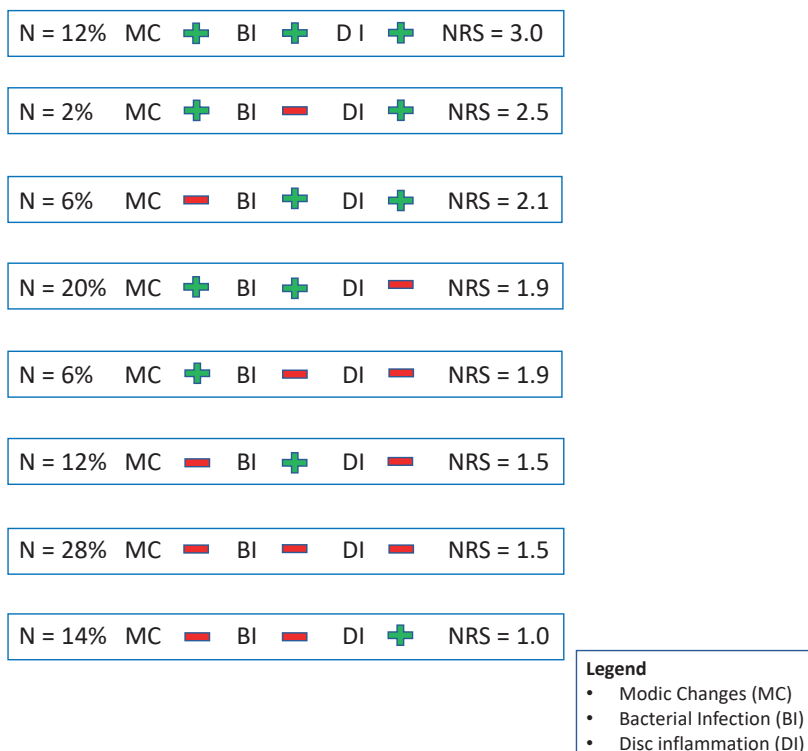 N = 12% MC + BI + D I + NRS = 3.0
N = 2% MC + BI - DI + NRS = 2.5
N = 6% MC - BI + DI + NRS = 2.1
N = 20% MC + BI + DI - NRS = 1.9
N = 6% MC + BI - DI - NRS = 1.9
N = 12% MC - BI + DI - NRS = 1.5
N = 28% MC - BI - DI - NRS = 1.5
N = 14% MC - BI - DI + NRS = 1.0
Legend
• Modic Changes (MC)
• Bacterial Infection (BI)
• Disc inflammation (DI)